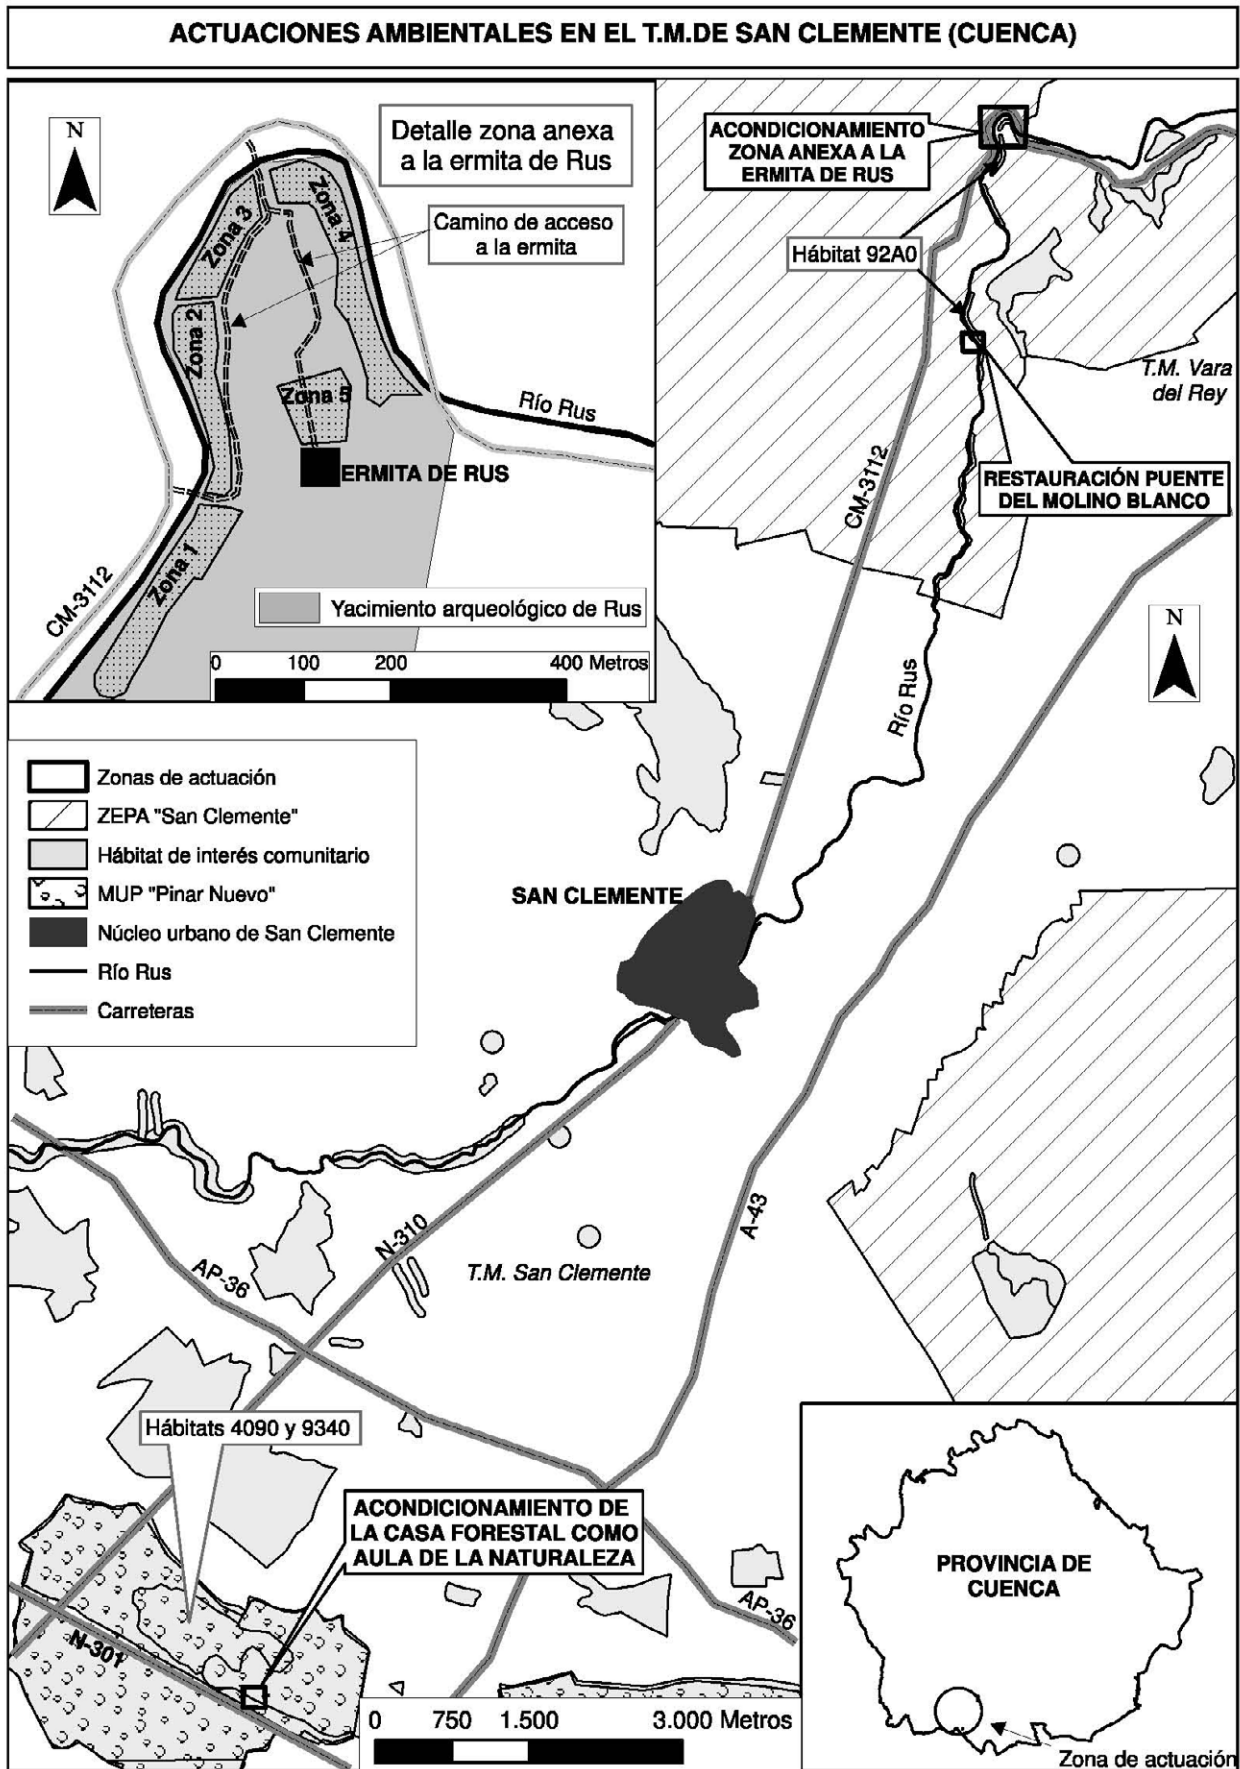 ACTUACIONES AMBIENTALES EN EL T.M.DE SAN CLEMENTE (CUENCA)
N
Detalle zona anexa
a la ermita de Rus
Camino de acceso
a la ermita
Zona 3
Zona 4
Zona 2
Zona 5
Zona 1
Río Rus
ERMITA DE RUS
CM-3112
Yacimiento arqueológico de Rus
0 100 200 400 Metros
ACONDICIONAMIENTO
ZONA ANEXA A LA
ERMITA DE RUS
Hábitat 92A0
T.M. Vara
del Rey
RESTAURACIÓN PUENTE
DEL MOLINO BLANCO
CM-3112
N
Río Rus
Zonas de actuación
ZEPA "San Clemente"
Hábitat de interés comunitario
MUP "Pinar Nuevo"
Núcleo urbano de San Clemente
Río Rus
Carreteras
SAN CLEMENTE
N-310
A-43
AP-36
T.M. San Clemente
Hábitats 4090 y 9340
ACONDICIONAMIENTO DE
LA CASA FORESTAL COMO
AULA DE LA NATURALEZA
N-301
AP-36
0 750 1.500 3.000 Metros
PROVINCIA DE
CUENCA
Zona de actuación